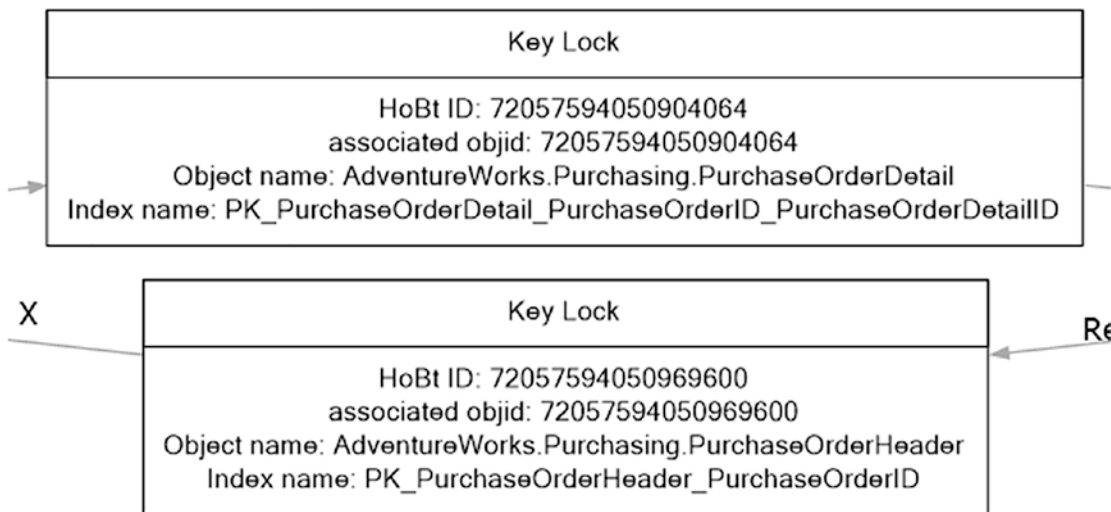 Key Lock
HoBt ID: 72057594050904064
associated objid: 72057594050904064
Object name: AdventureWorks.Purchasing.PurchaseOrderDetail
Index name: PK_PurchaseOrderDetail_PurchaseOrderID_PurchaseOrderDetailID
Key Lock
X
Re
HoBt ID: 72057594050969600
associated objid: 72057594050969600
Object name: AdventureWorks.Purchasing.PurchaseOrderHeader
Index name: PK_PurchaseOrderHeader_PurchaseOrderID